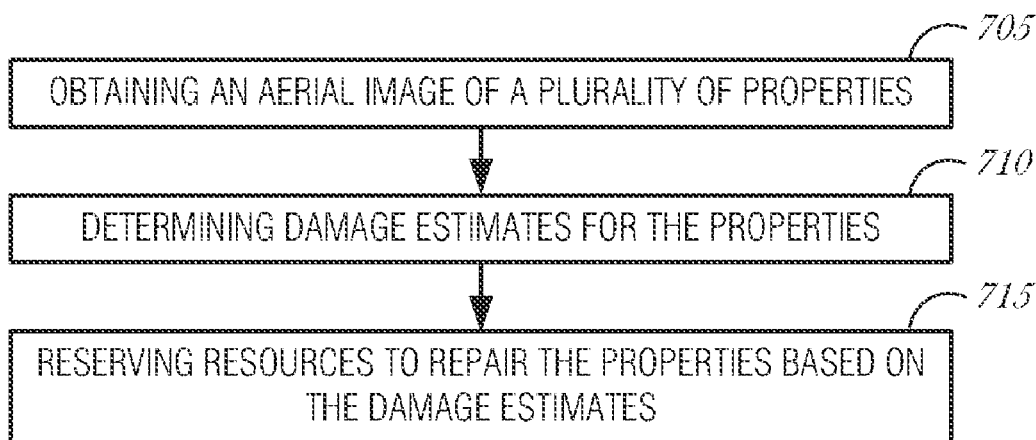 705
OBTAINING AN AERIAL IMAGE OF A PLURALITY OF PROPERTIES
710
DETERMINING DAMAGE ESTIMATES FOR THE PROPERTIES
715
RESERVING RESOURCES TO REPAIR THE PROPERTIES BASED ON
THE DAMAGE ESTIMATES